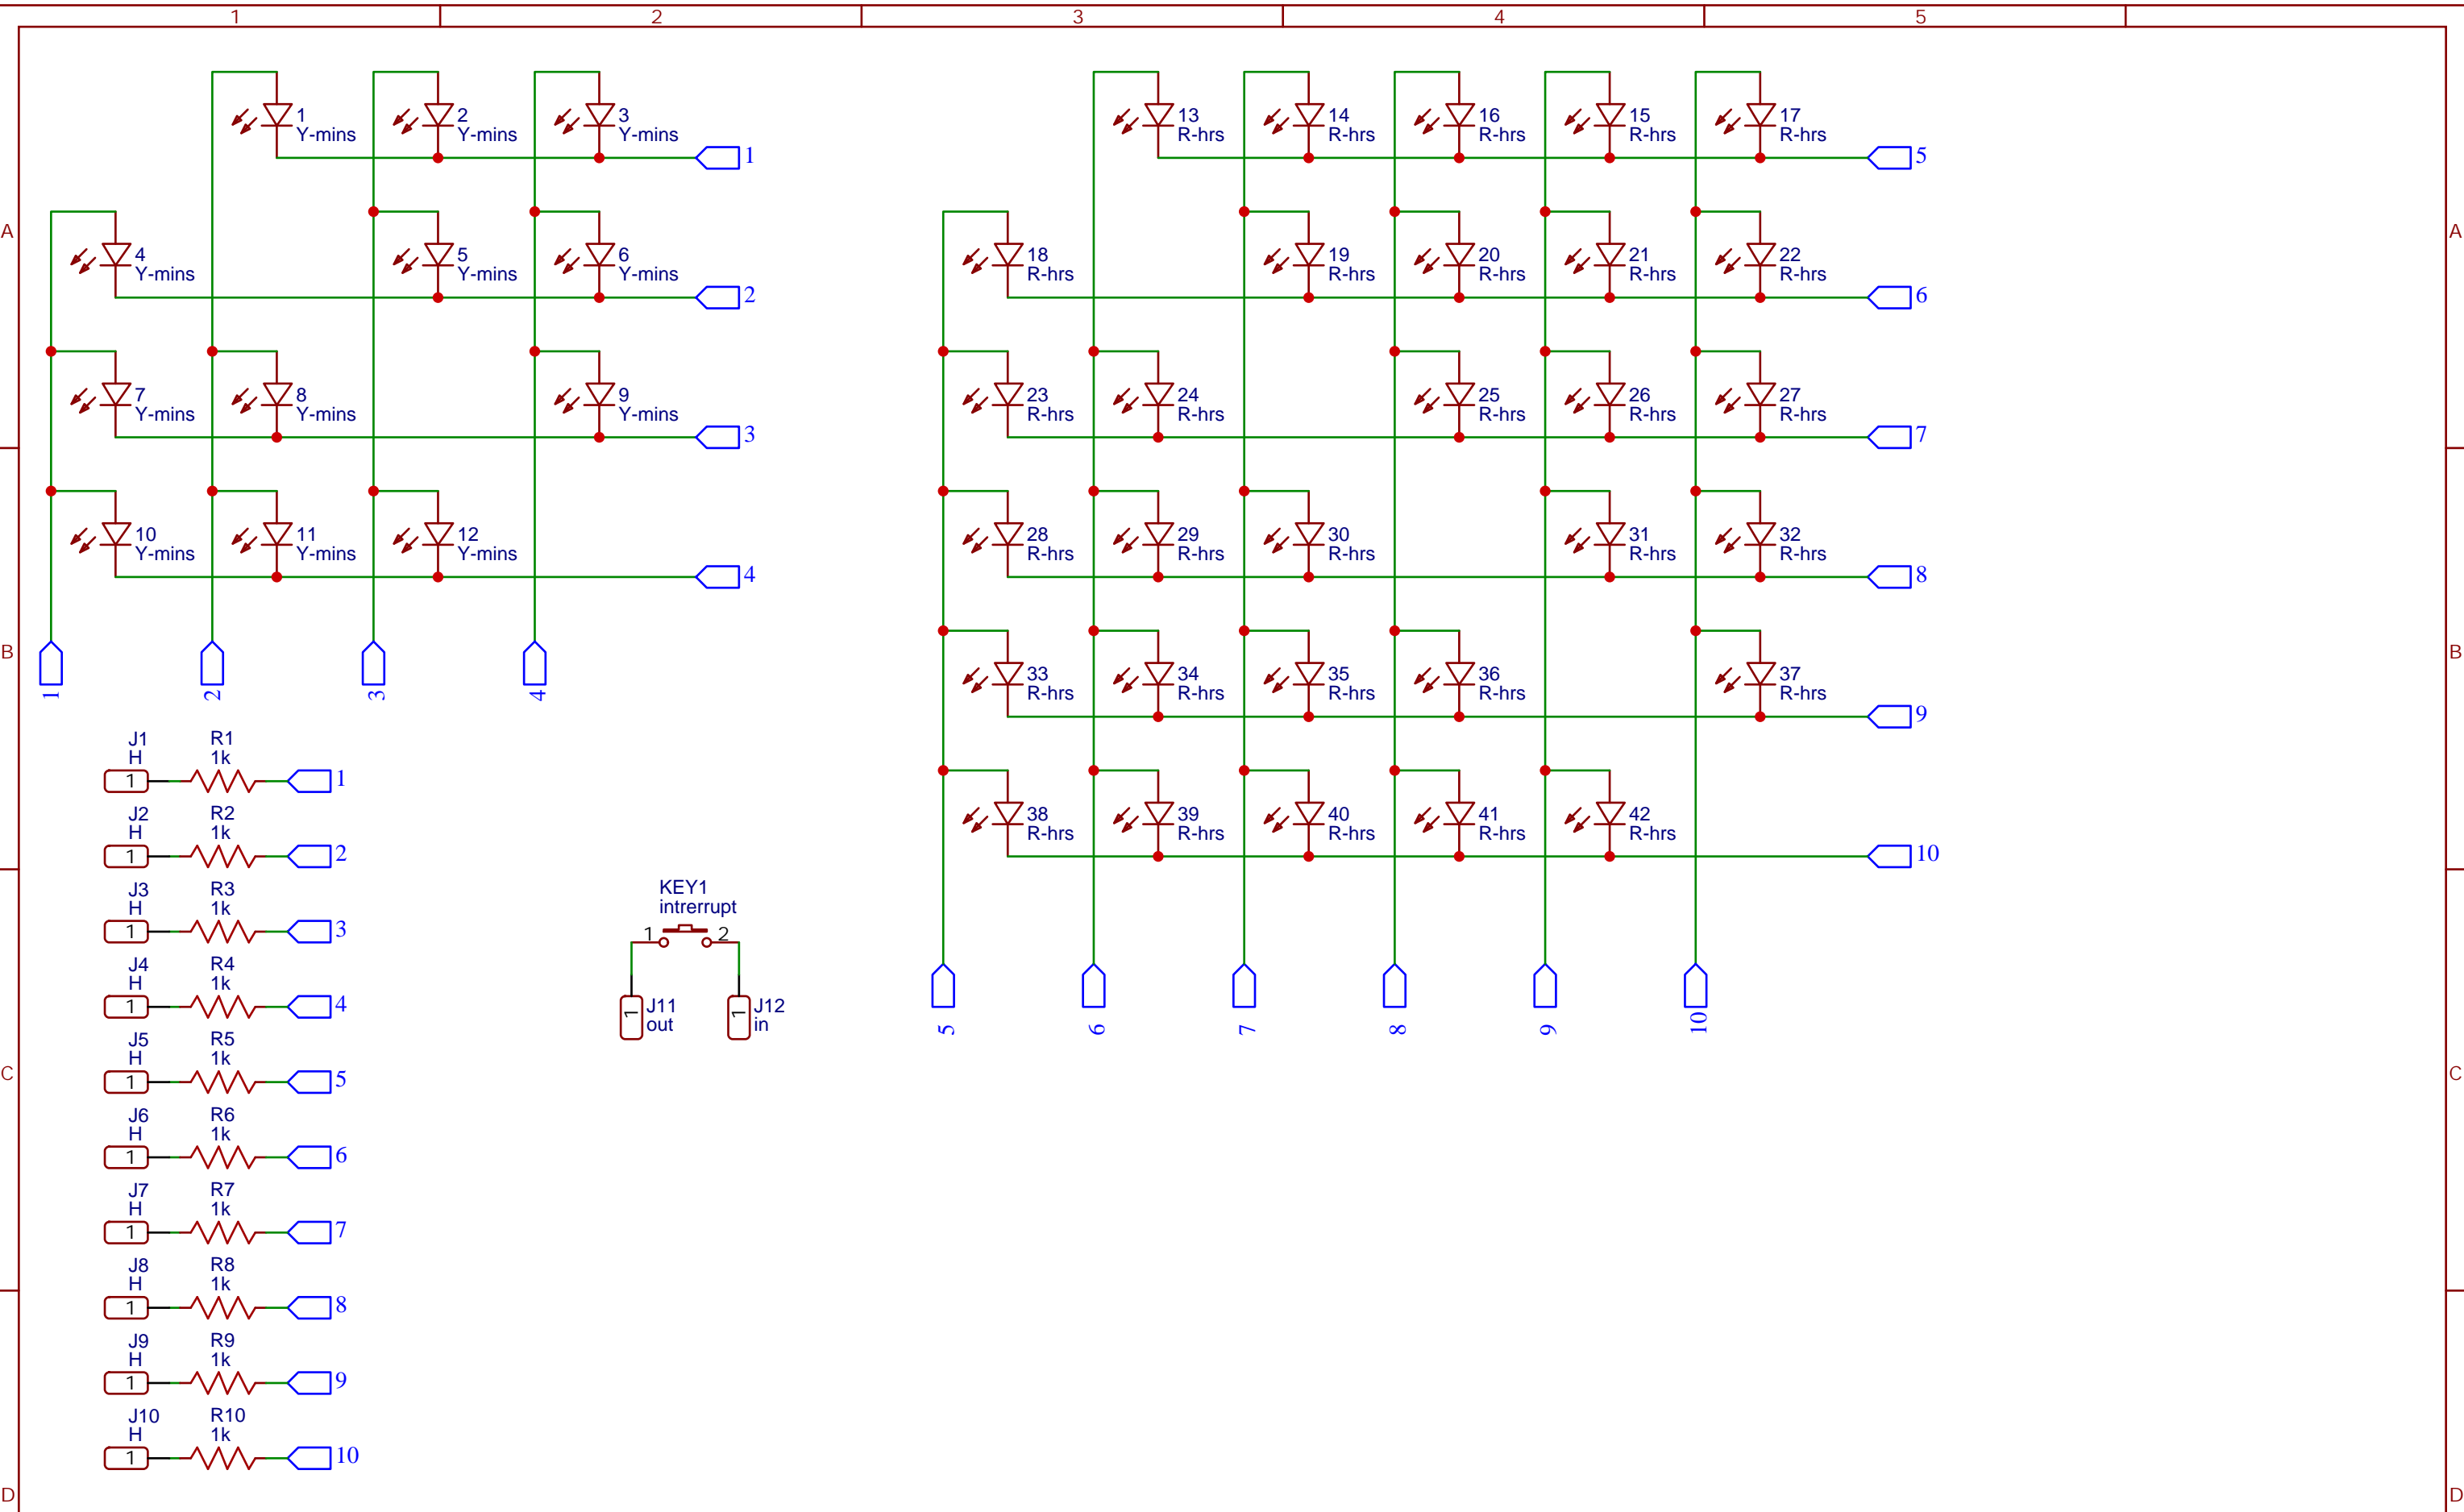 1 2 3 4 5
1 2 3 13 14 16 15 17
Y-mins Y-mins Y-mins R-hrs R-hrs R-hrs R-hrs R-hrs
1 5
A A
4 5 6 18 19 20 21 22
Y-mins Y-mins Y-mins R-hrs R-hrs R-hrs R-hrs R-hrs
2 6
7 8 9 23 24 25 26 27
Y-mins Y-mins Y-mins R-hrs R-hrs R-hrs R-hrs R-hrs
3 7
10 11 12 28 29 30 31 32
Y-mins Y-mins Y-mins R-hrs R-hrs R-hrs R-hrs R-hrs
4 8
B B
33 34 35 36 37
R-hrs R-hrs R-hrs R-hrs R-hrs
1 2 3 4
9
38 39 40 41 42
R-hrs R-hrs R-hrs R-hrs R-hrs
10
5 6 7 8 9 10
J1 R1
H 1k
1 1
J2 R2
H 1k
1 2
J3 R3
H 1k
1 3
J4 R4
H 1k
1 4
J5 R5
H 1k
1 5
J6 R6
H 1k
1 6
J7 R7
H 1k
1 7
J8 R8
H 1k
1 8
J9 R9
H 1k
1 9
J10 R10
H 1k
1 10
KEY1
intrerrupt
1 2
1 J11 1 J12
out in
C C
D D